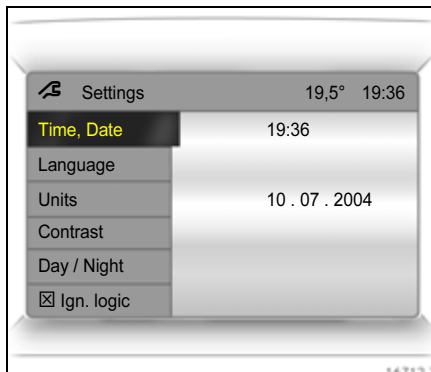 Settings 19,5° 19:36
Time, Date 19:36
Language
Units 10 . 07 . 2004
Contrast
Day / Night
☒ Ign. logic